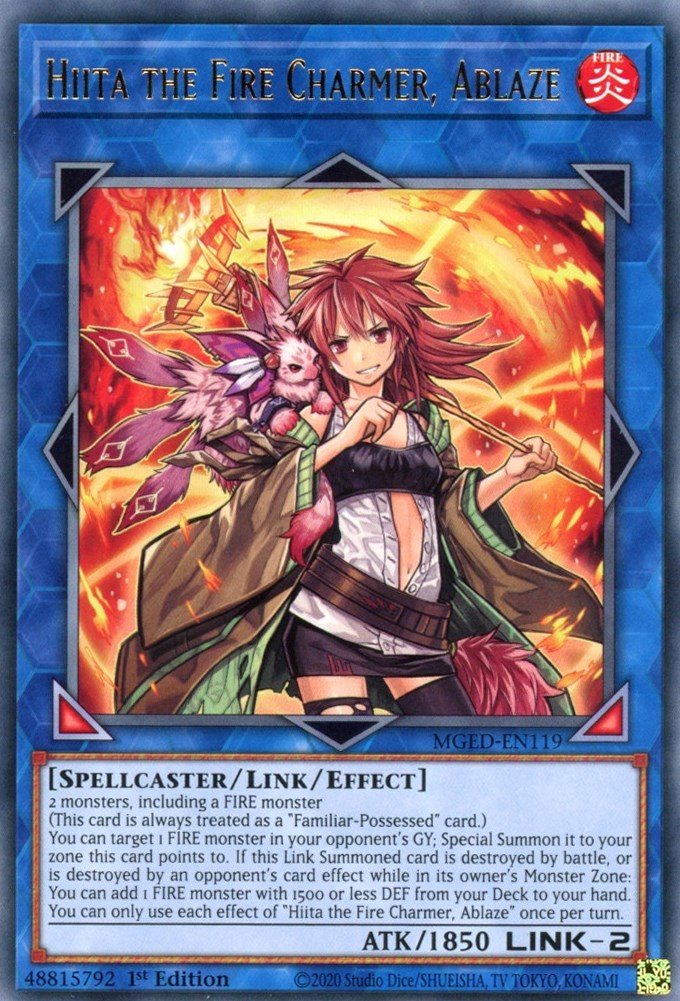 HIITA THE FIRE CHARMER, ABLAZE
FIRE
炎
MGED-EN119
[SPELLCASTER/LINK/EFFECT]
2 monsters, including a FIRE monster
(This card is always treated as a "Familiar-Possessed" card.)
You can target 1 FIRE monster in your opponent's GY; Special Summon it to your
zone this card points to. If this Link Summoned card is destroyed by battle, or
is destroyed by an opponent's card effect while in its owner's Monster Zone:
You can add 1 FIRE monster with 1500 or less DEF from your Deck to your hand.
You can only use each effect of "Hiita the Fire Charmer, Ablaze" once per turn.
ATK/1850 LINK-2
48815792 1st Edition ©2020 Studio Dice/SHUEISHA, TV TOKYO, KONAMI